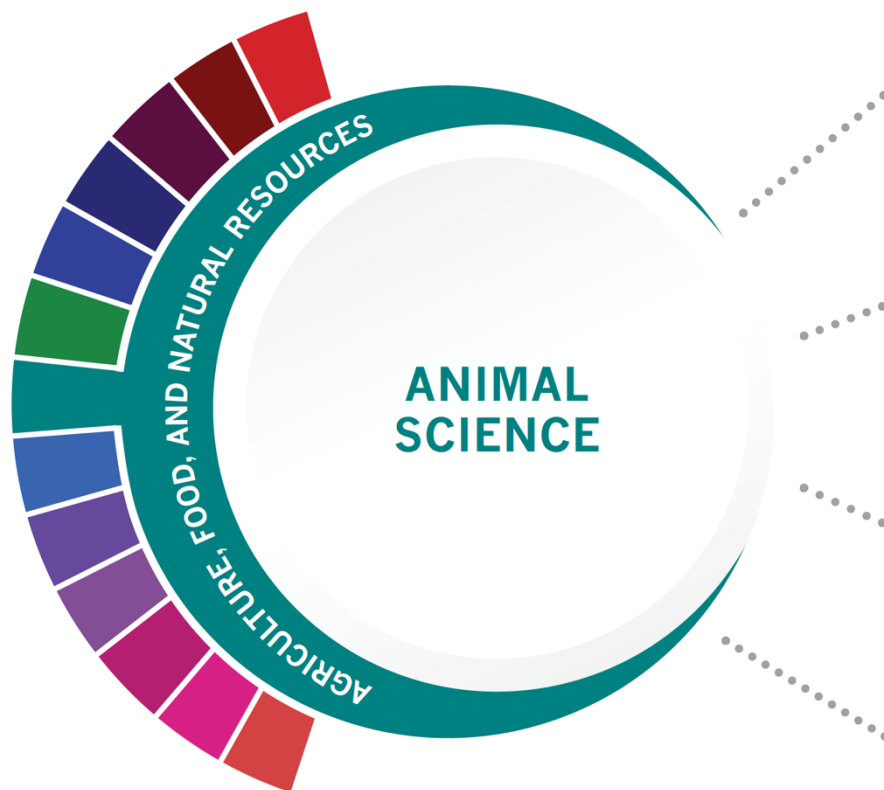 AGRICULTURE, FOOD, AND NATURAL RESOURCES
ANIMAL
SCIENCE